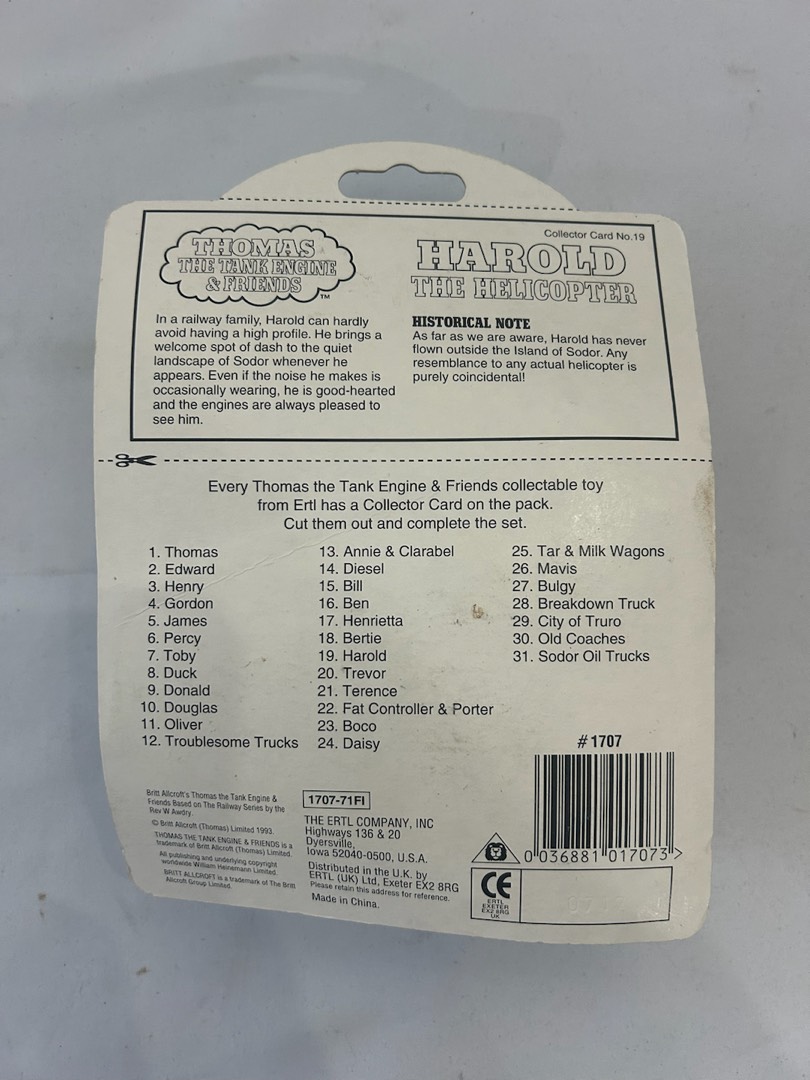 Collector Card No.19
THOMAS
THE TANK ENGINE
& FRIENDS
TM
HAROLD
THE HELICOPTER
In a railway family, Harold can hardly
avoid having a high profile. He brings a
welcome spot of dash to the quiet
landscape of Sodor whenever he
appears. Even if the noise he makes is
occasionally wearing, he is good-hearted
and the engines are always pleased to
see him.
HISTORICAL NOTE
As far as we are aware, Harold has never
flown outside the Island of Sodor. Any
resemblance to any actual helicopter is
purely coincidental!
Every Thomas the Tank Engine & Friends collectable toy
from Ertl has a Collector Card on the pack.
Cut them out and complete the set.
1. Thomas
2. Edward
3. Henry
4. Gordon
5. James
6. Percy
7. Toby
8. Duck
9. Donald
10. Douglas
11. Oliver
12. Troublesome Trucks
13. Annie & Clarabel
14. Diesel
15. Bill
16. Ben
17. Henrietta
18. Bertie
19. Harold
20. Trevor
21. Terence
22. Fat Controller & Porter
23. Boco
24. Daisy
25. Tar & Milk Wagons
26. Mavis
27. Bulgy
28. Breakdown Truck
29. City of Truro
30. Old Coaches
31. Sodor Oil Trucks
Britt Allcroft's Thomas the Tank Engine &
Friends Based on The Railway Series by the
Rev W Awdry.
© Britt Allcroft (Thomas) Limited 1993.
THOMAS THE TANK ENGINE & FRIENDS is a
trademark of Britt Allcroft (Thomas) Limited.
All publishing and underlying copyright
worldwide William Heinemann Limited.
BRITT ALLCROFT is a trademark of The Britt
Allcroft Group Limited.
1707-71FI
THE ERTL COMPANY, INC
Highways 136 & 20
Dyersville,
Iowa 52040-0500, U.S.A.
Distributed in the U.K. by
ERTL (UK) Ltd, Exeter EX2 8RG
Please retain this address for reference.
Made in China.
#1707
0 036881 017073 >
CE
ERTL
EXETER
EX2 8RG
UK